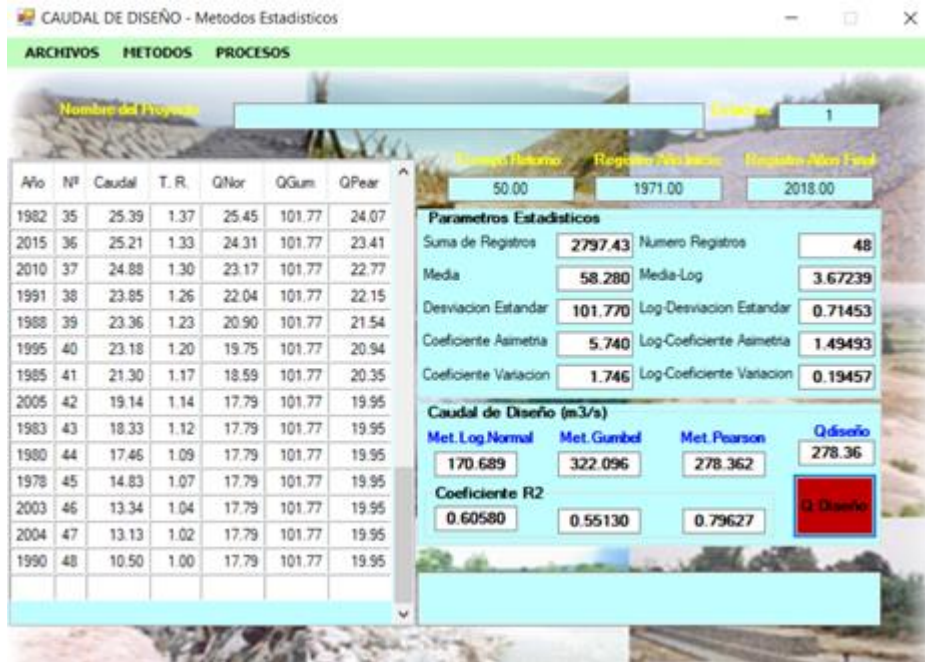 CAUDAL DE DISEÑO - Metodos Estadisticos
ARCHIVOS METODOS PROCESOS
Nombre del Proyecto
1
Tiempo Retorno Registro Año Inicio Registro Años Final
50.00 1971.00 2018.00
Año Nº Caudal T. R. QNor QGum QPear
1982 35 25.39 1.37 25.45 101.77 24.07
2015 36 25.21 1.33 24.31 101.77 23.41
2010 37 24.88 1.30 23.17 101.77 22.77
1991 38 23.85 1.26 22.04 101.77 22.15
1988 39 23.36 1.23 20.90 101.77 21.54
1995 40 23.18 1.20 19.75 101.77 20.94
1985 41 21.30 1.17 18.59 101.77 20.35
2005 42 19.14 1.14 17.79 101.77 19.95
1983 43 18.33 1.12 17.79 101.77 19.95
1980 44 17.46 1.09 17.79 101.77 19.95
1978 45 14.83 1.07 17.79 101.77 19.95
2003 46 13.34 1.04 17.79 101.77 19.95
2004 47 13.13 1.02 17.79 101.77 19.95
1990 48 10.50 1.00 17.79 101.77 19.95
Parametros Estadisticos
Suma de Registros 2797.43 Numero Registros 48
Media 58.280 Media-Log 3.67239
Desviacion Estandar 101.770 Log-Desviacion Estandar 0.71453
Coeficiente Asimetria 5.740 Log-Coeficiente Asimetria 1.49493
Coeficiente Variacion 1.746 Log-Coeficiente Variacion 0.19457
Caudal de Diseño (m3/s)
Met.Log.Normal Met.Gumbel Met.Pearson Qdiseño
170.689 322.096 278.362 278.36
Coeficiente R2
0.60580 0.55130 0.79627
Q Diseño